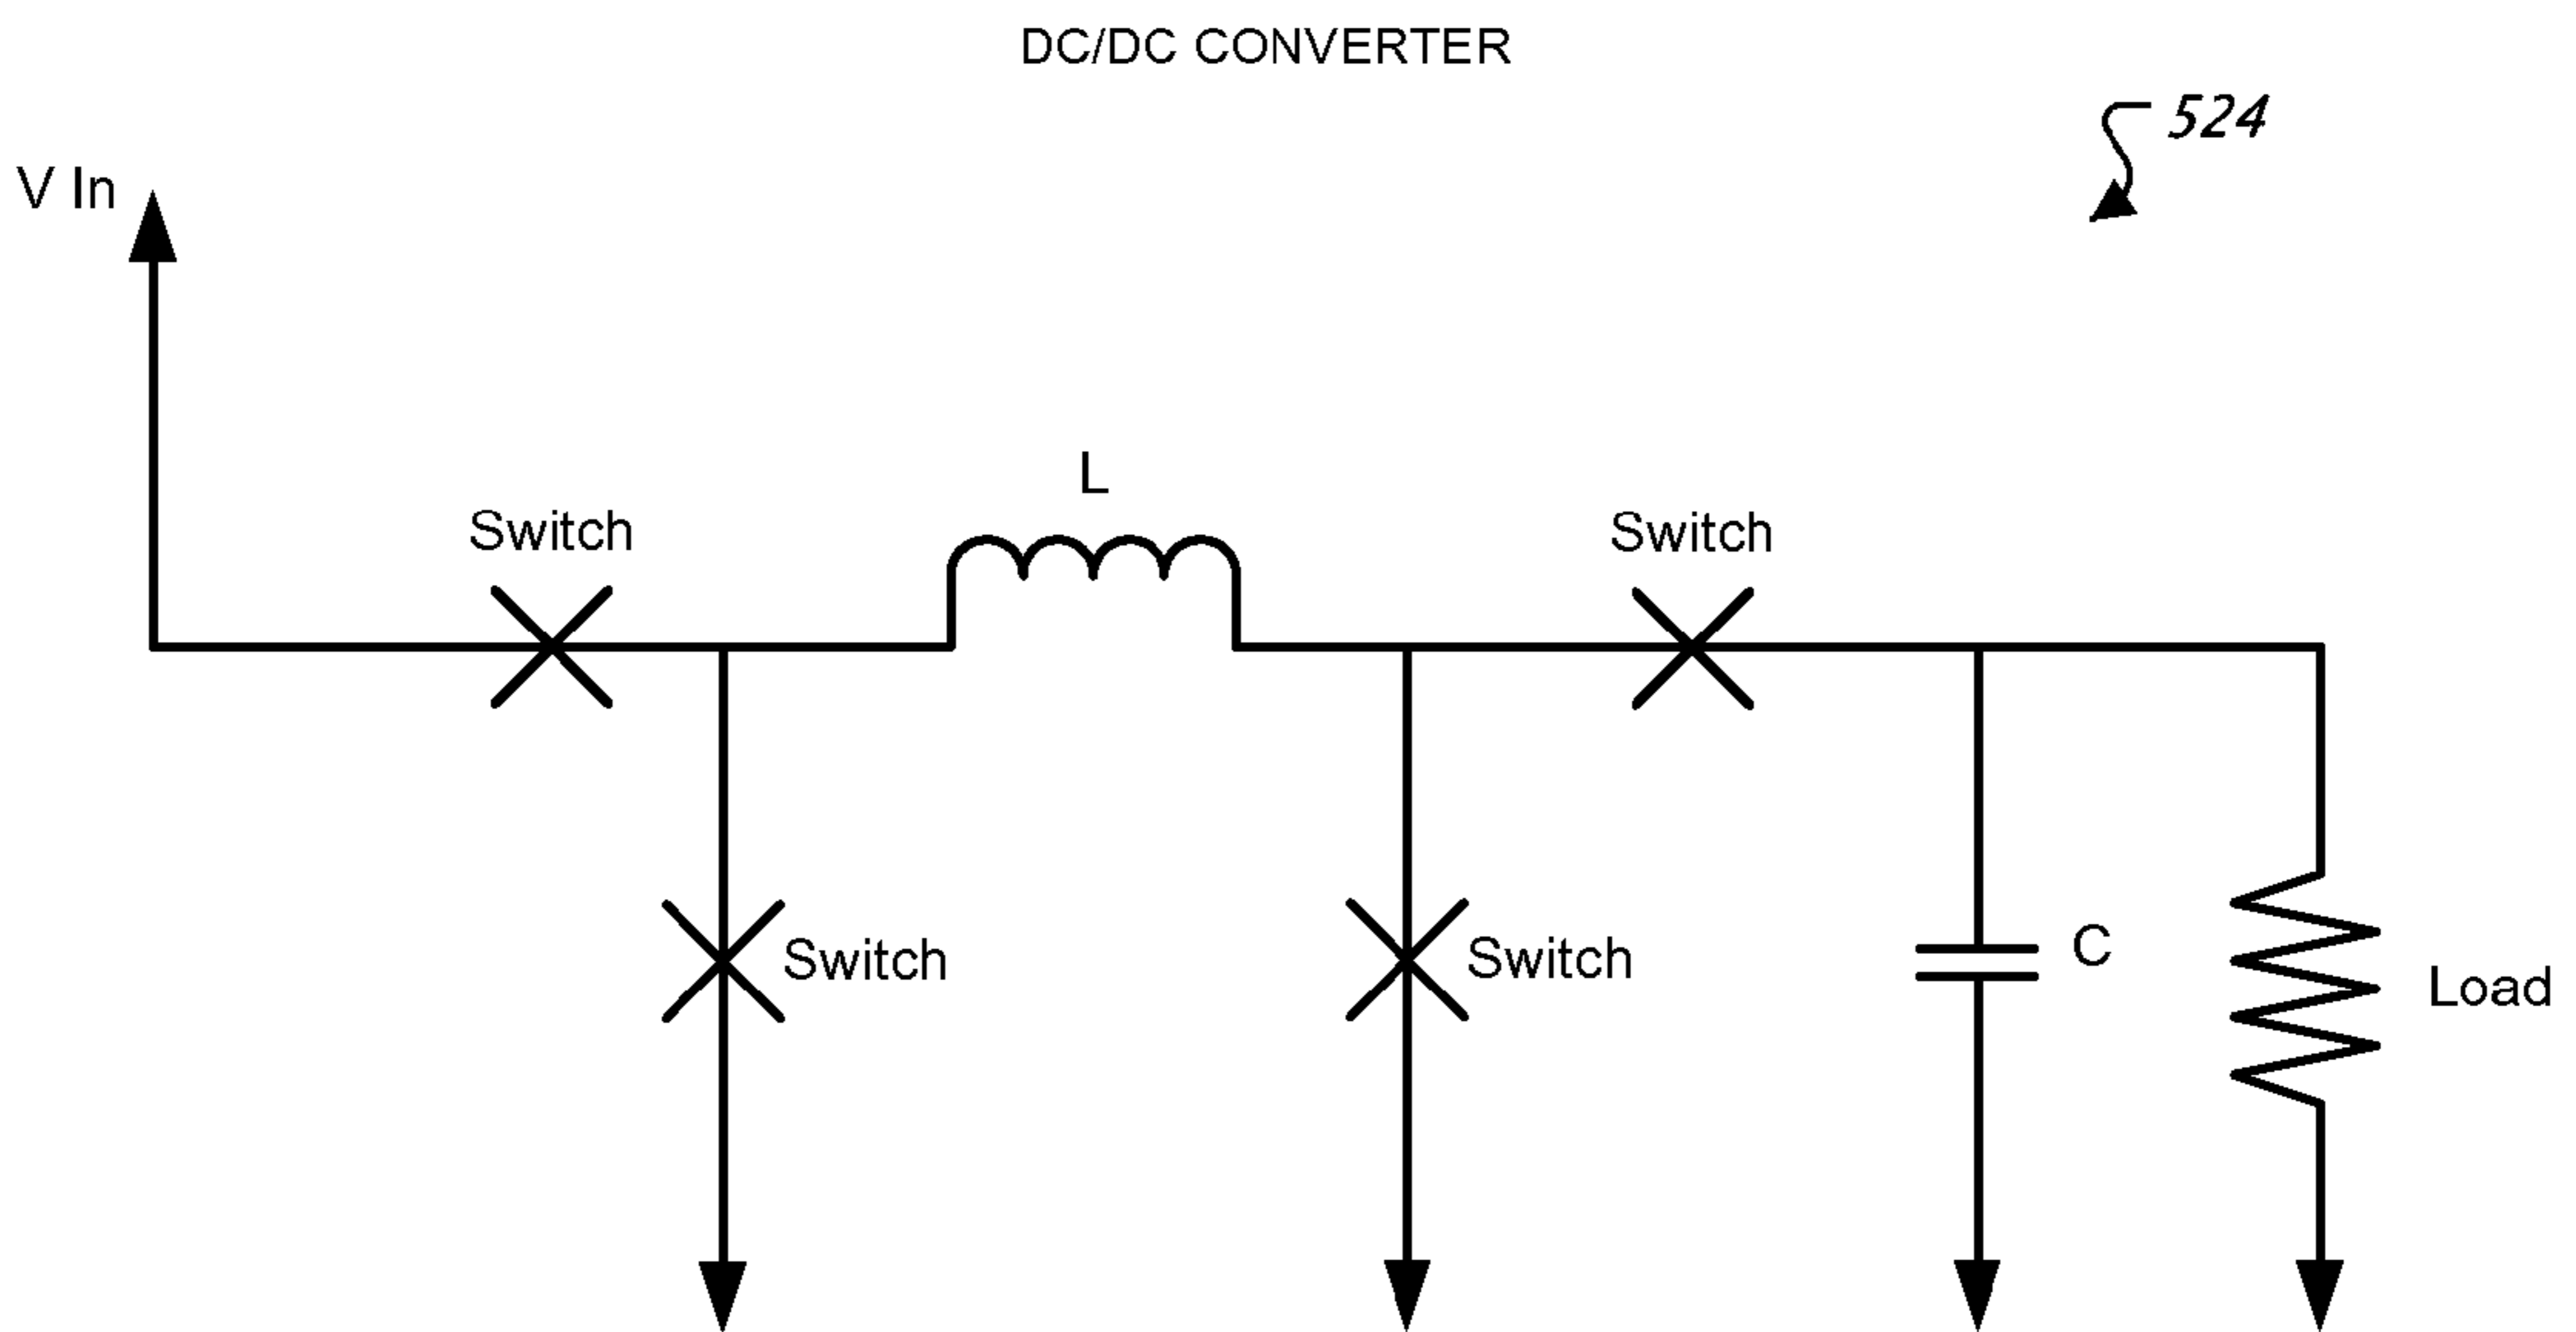 DC/DC CONVERTER
524
V In
L
Switch
Switch
Switch
Switch
C
Load